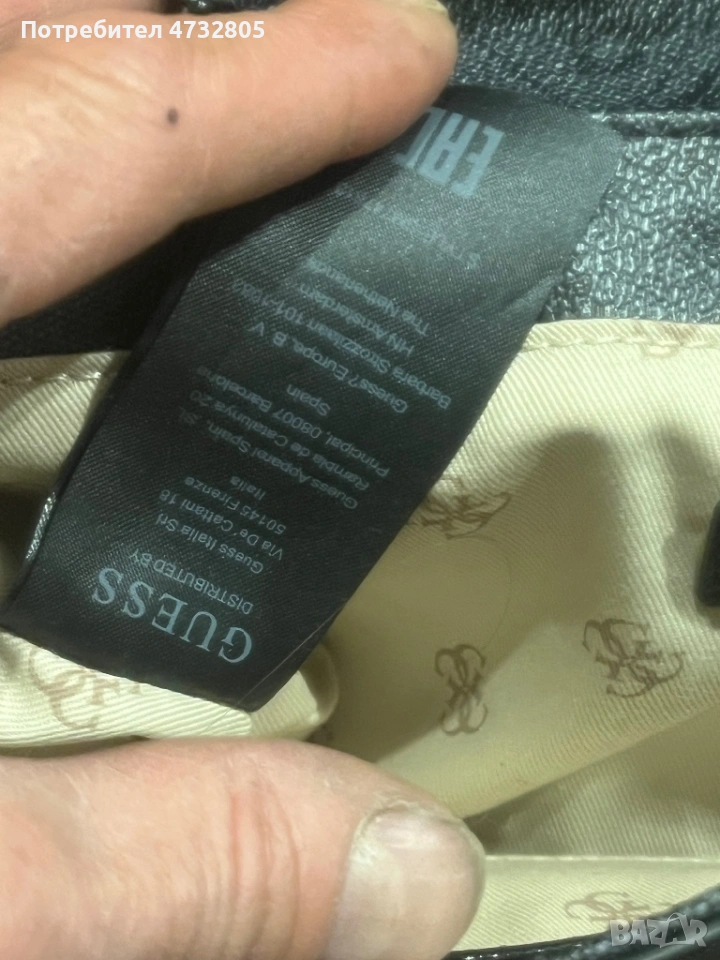 Потребител 4732805
GUESS
DISTRIBUTED BY
Guess Italia Srl
Via De' Cattani 18
50145 Firenze
Italia
Guess Apparel Spain, SL
Rambla de Catalunya 20
Principal, 08007 Barcelona
Spain
Guess? Europe, B.V.
Barbara Strozzilaan 101
HN Amsterdam
The Netherlands
EAC
BAZAR